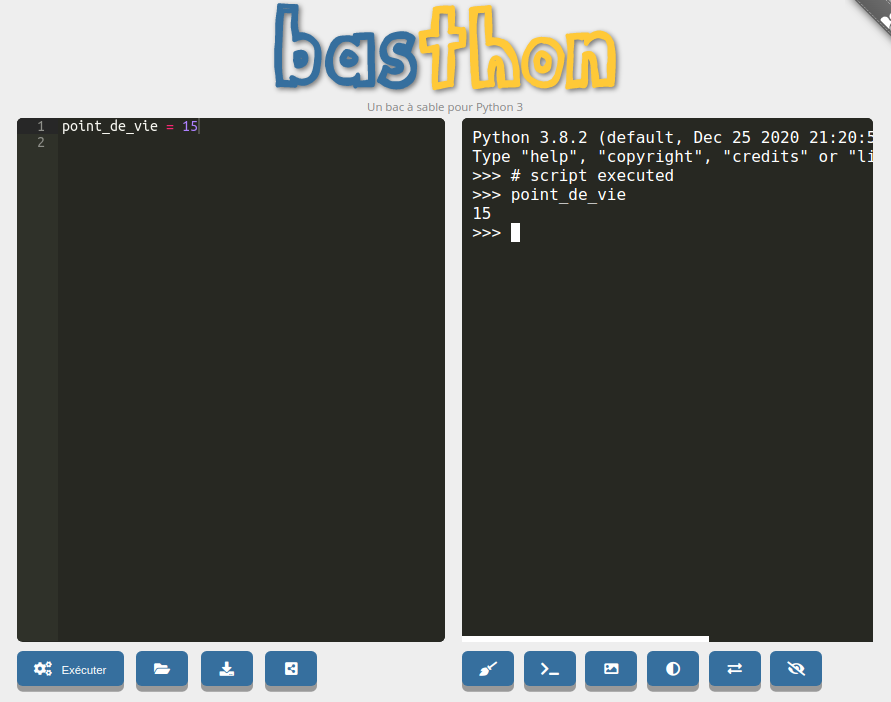 basthon
Un bac à sable pour Python 3
1 point_de_vie = 15
2
Python 3.8.2 (default, Dec 25 2020 21:20:5
Type "help", "copyright", "credits" or "li
>>> # script executed
>>> point_de_vie
15
>>>
Exécuter